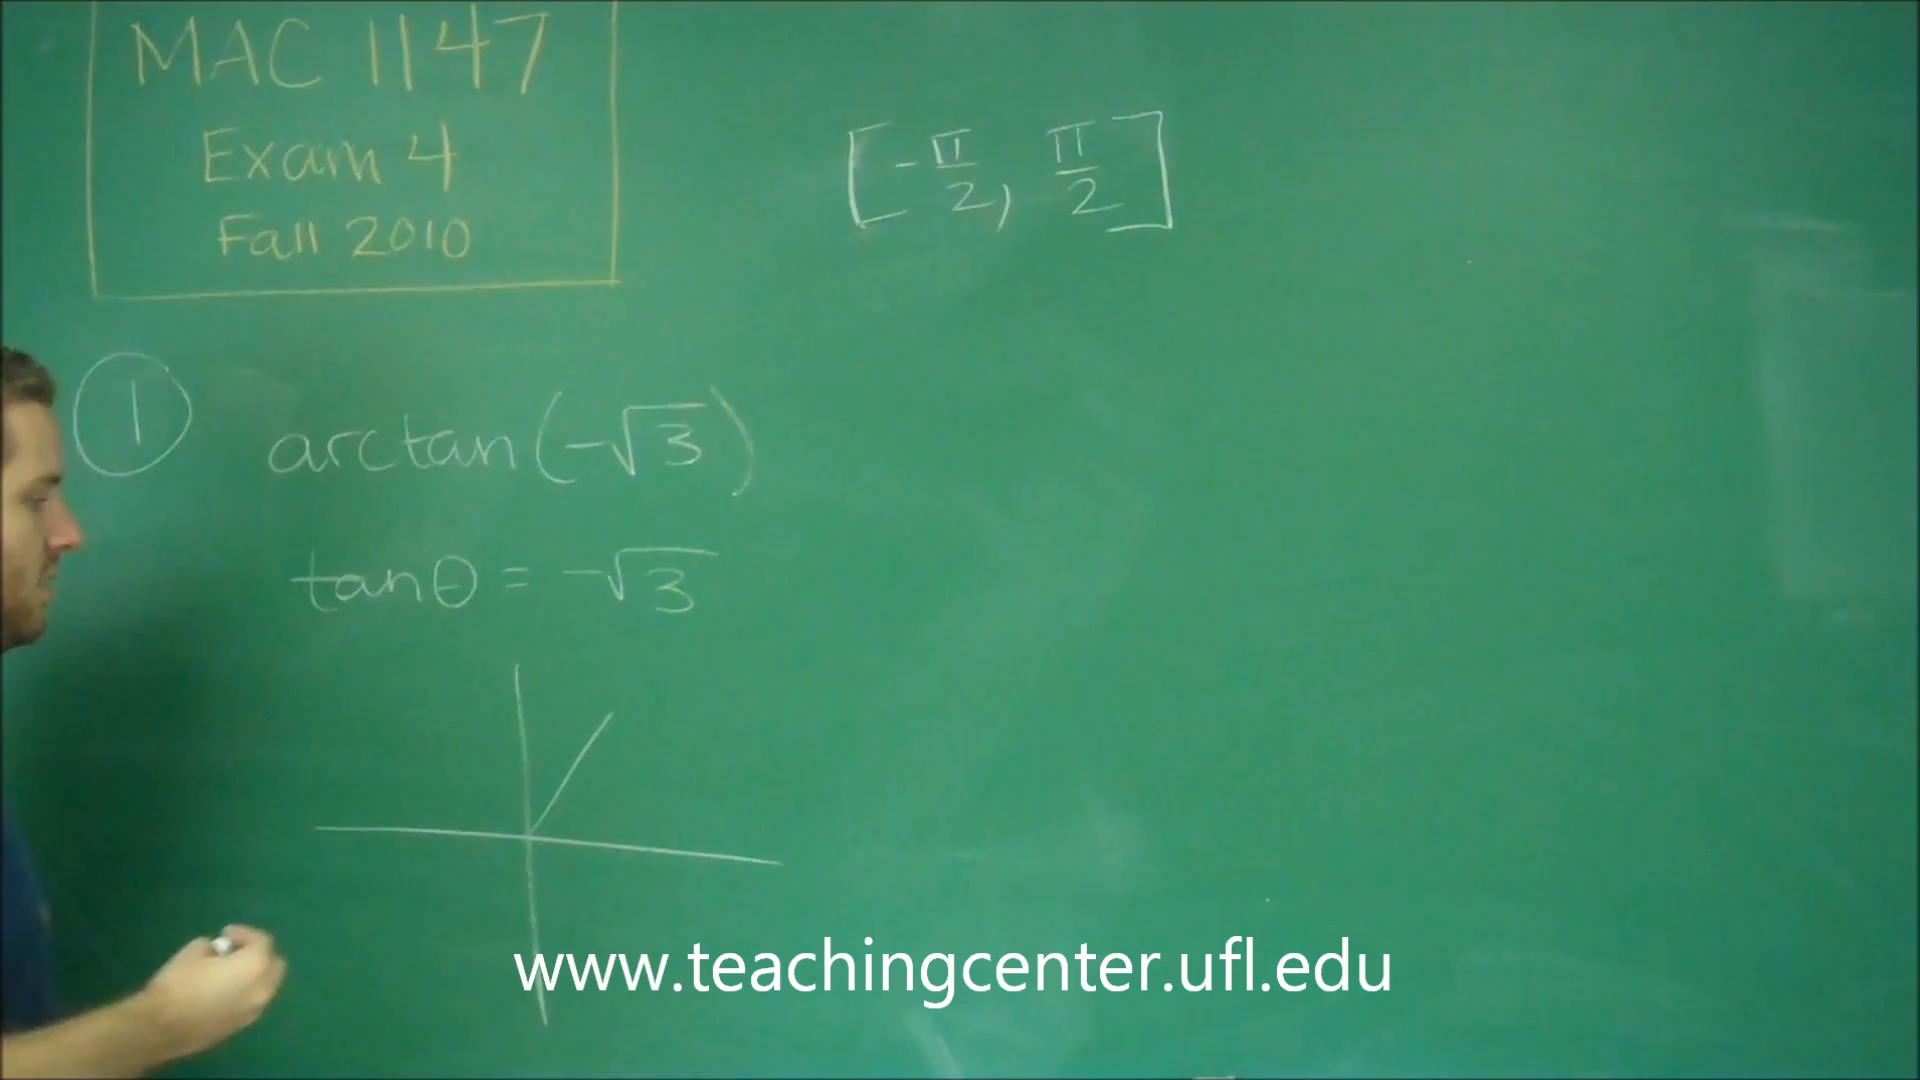 MAC 1147
Exam 4
Fall 2010
[-π/2, π/2]
1
arctan(-√3)
tanθ = -√3
www.teachingcenter.ufl.edu